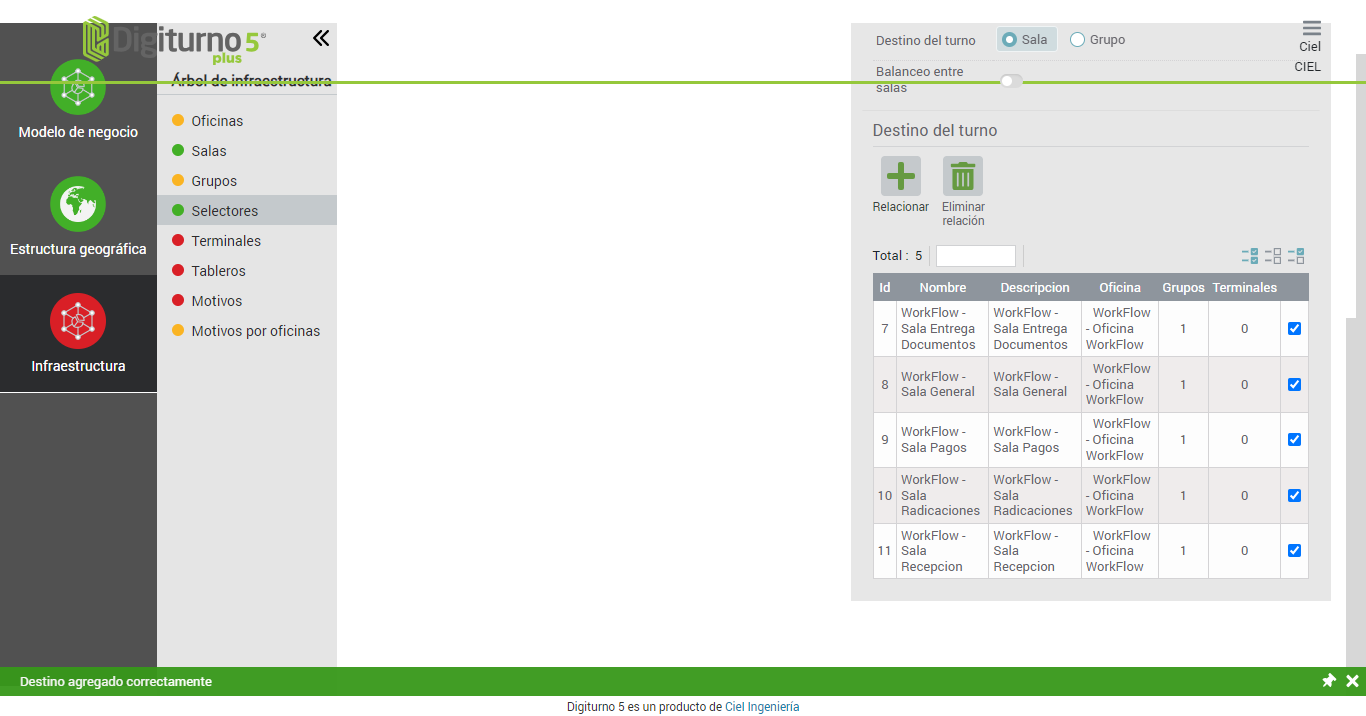 Digiturno 5®
plus
Ciel
CIEL
Modelo de negocio
Estructura geográfica
Infraestructura
Árbol de infraestructura
Oficinas
Salas
Grupos
Selectores
Terminales
Tableros
Motivos
Motivos por oficinas
Destino del turno Sala Grupo
Balanceo entre
salas
Destino del turno
Relacionar
Eliminar
relación
Total : 5
Id Nombre Descripcion Oficina Grupos Terminales
7 WorkFlow - Sala Entrega Documentos WorkFlow - Sala Entrega Documentos WorkFlow - Oficina WorkFlow 1 0
8 WorkFlow - Sala General WorkFlow - Sala General WorkFlow - Oficina WorkFlow 1 0
9 WorkFlow - Sala Pagos WorkFlow - Sala Pagos WorkFlow - Oficina WorkFlow 1 0
10 WorkFlow - Sala Radicaciones WorkFlow - Sala Radicaciones WorkFlow - Oficina WorkFlow 1 0
11 WorkFlow - Sala Recepcion WorkFlow - Sala Recepcion WorkFlow - Oficina WorkFlow 1 0
Destino agregado correctamente
Digiturno 5 es un producto de Ciel Ingeniería